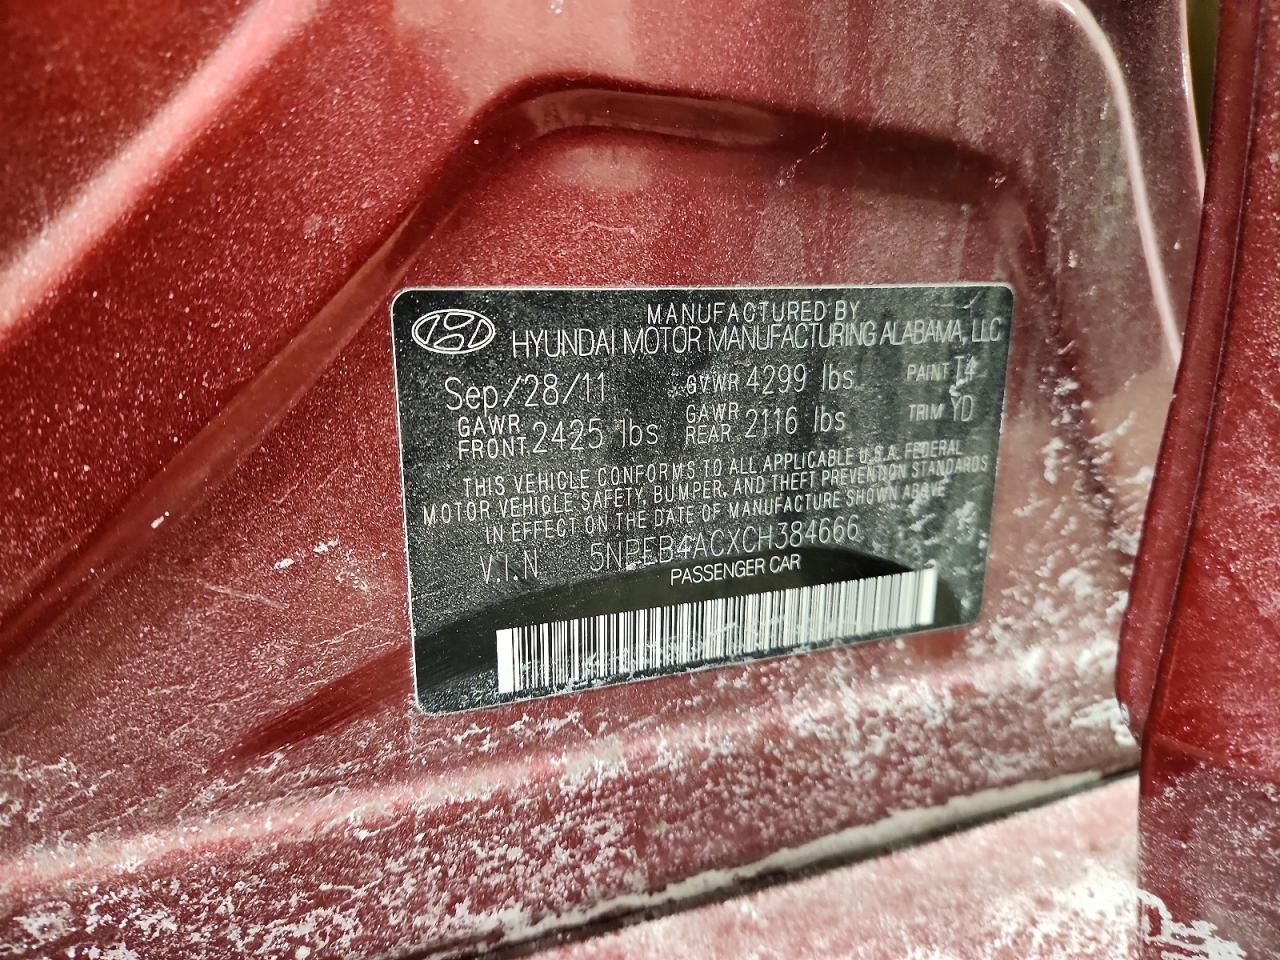 MANUFACTURED BY
HYUNDAI MOTOR MANUFACTURING ALABAMA, LLC
Sep/28/11 GVWR 4299 lbs PAINT T4
GAWR FRONT 2425 lbs GAWR REAR 2116 lbs TRIM YD
THIS VEHICLE CONFORMS TO ALL APPLICABLE U.S.A. FEDERAL
MOTOR VEHICLE SAFETY, BUMPER, AND THEFT PREVENTION STANDARDS
IN EFFECT ON THE DATE OF MANUFACTURE SHOWN ABOVE
V.I.N 5NPEB4ACXCH384666
PASSENGER CAR